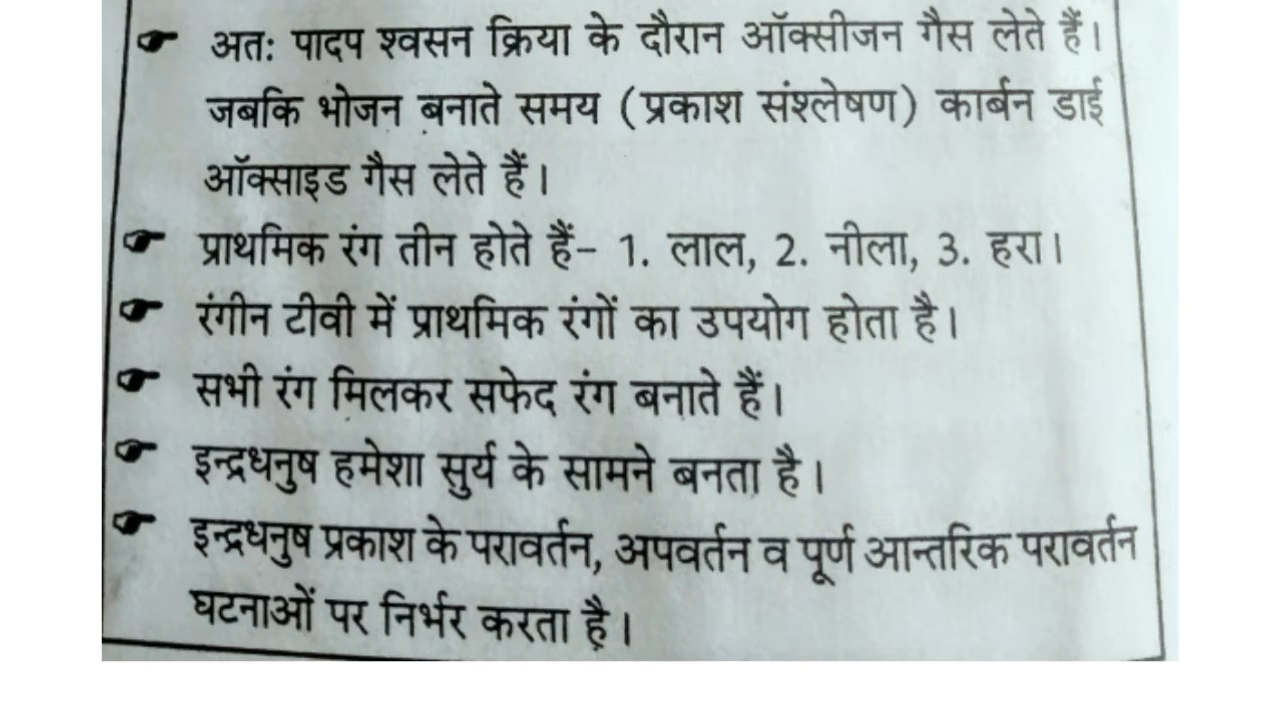 ☛ अतः पादप श्वसन क्रिया के दौरान ऑक्सीजन गैस लेते हैं।
जबकि भोजन बनाते समय (प्रकाश संश्लेषण) कार्बन डाई
ऑक्साइड गैस लेते हैं।
☛ प्राथमिक रंग तीन होते हैं– 1. लाल, 2. नीला, 3. हरा।
☛ रंगीन टीवी में प्राथमिक रंगों का उपयोग होता है।
☛ सभी रंग मिलकर सफेद रंग बनाते हैं।
☛ इन्द्रधनुष हमेशा सुर्य के सामने बनता है।
☛ इन्द्रधनुष प्रकाश के परावर्तन, अपवर्तन व पूर्ण आन्तरिक परावर्तन
घटनाओं पर निर्भर करता है।